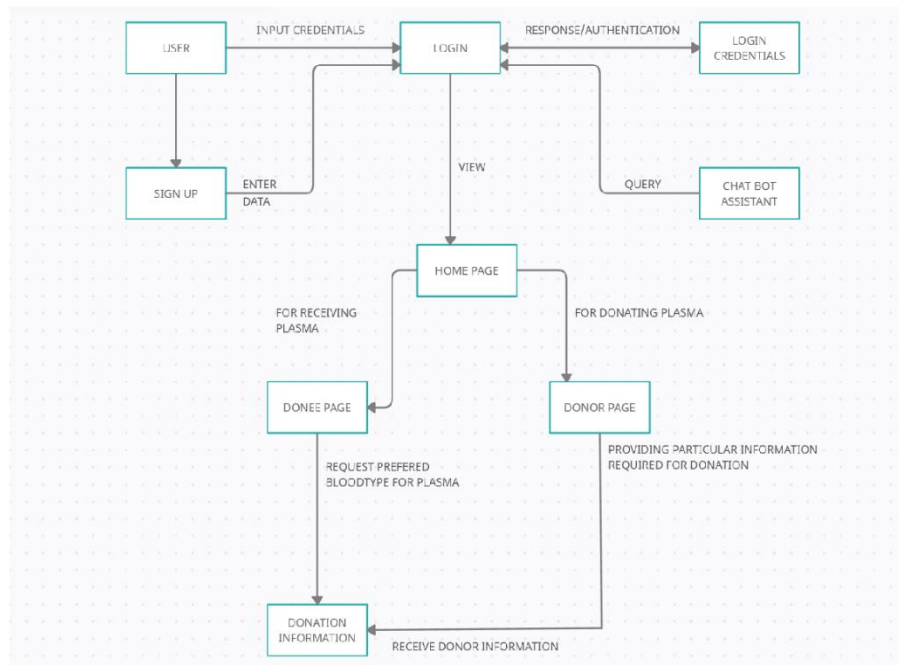 INPUT CREDENTIALS
RESPONSE/AUTHENTICATION
USER
LOGIN
LOGIN
CREDENTIALS
SIGN UP
ENTER
DATA
VIEW
QUERY
CHAT BOT
ASSISTANT
HOME PAGE
FOR RECEIVING
PLASMA
FOR DONATING PLASMA
DONEE PAGE
DONOR PAGE
REQUEST PREFERED
BLOODTYPE FOR PLASMA
PROVIDING PARTICULAR INFORMATION
REQUIRED FOR DONATION
DONATION
INFORMATION
RECEIVE DONOR INFORMATION